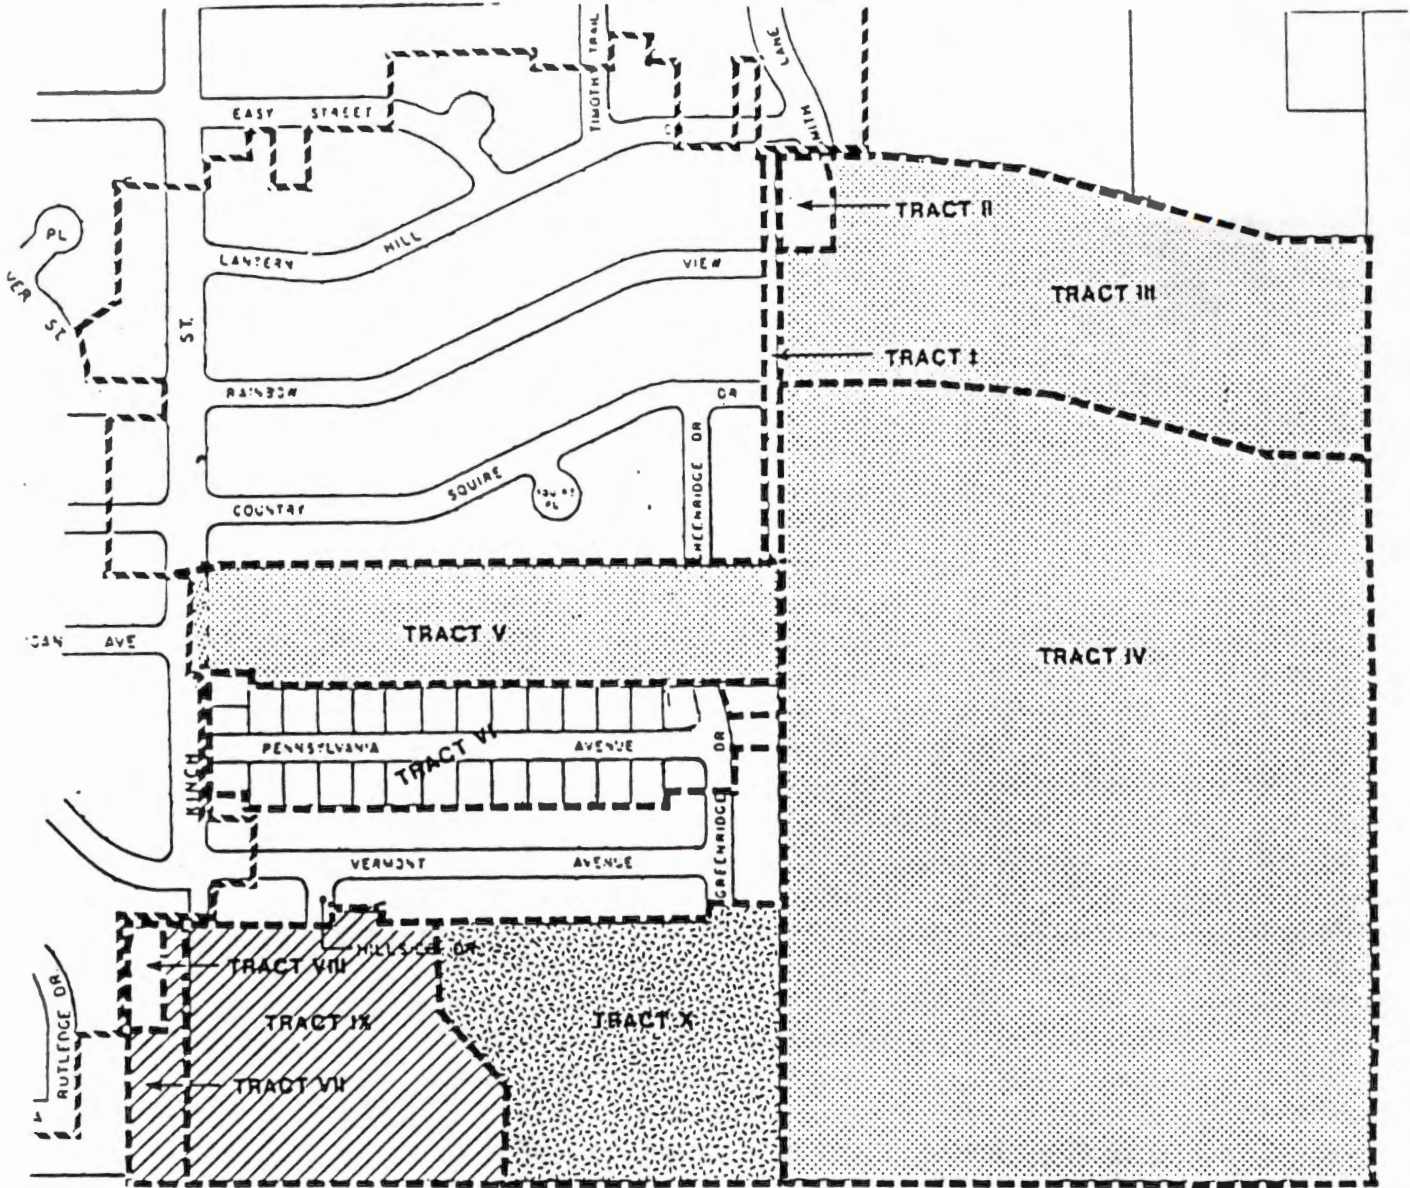 TRAIL
LANE
EASY STREET
SMITH
TRACT II
PL
LANTERN HILL
VIEW
TRACT III
ST.
ST.
TRACT I
RAINBOW
DR
DR
SQUIRE
COUNTRY
PL
TRACT V
AVE
TRACT IV
TRACT VI
PENNSYLVANIA AVENUE
DR
KINCH
VERMONT AVENUE
GREENRIDGE
HILLSIDE DR
TRACT VIII
RUTLEDGE DR
TRACT IX
TRACT X
TRACT VII